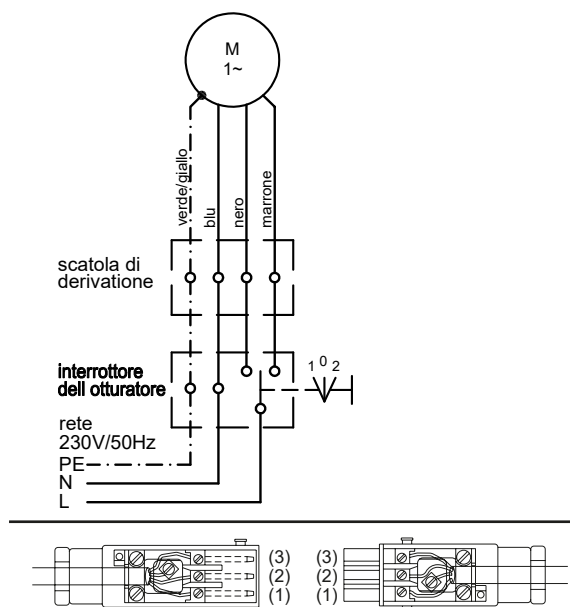 M
1~
verde/giallo
blu
nero
marrone
scatola di
derivatione
interrottore
dell otturatore
1 0 2
rete
230V/50Hz
PE
N
L
(3) (3)
(2) (2)
(1) (1)